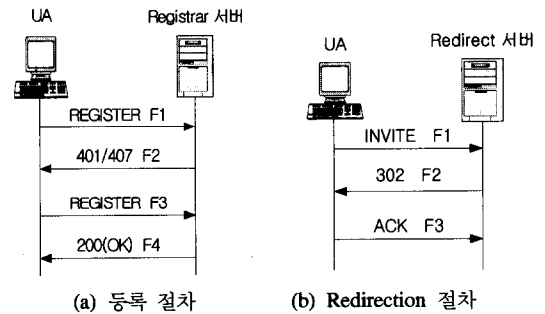 UA
Registrar 서버
REGISTER F1
401/407 F2
REGISTER F3
200(OK) F4
(a) 등록 절차
UA
Redirect 서버
INVITE F1
302 F2
ACK F3
(b) Redirection 절차